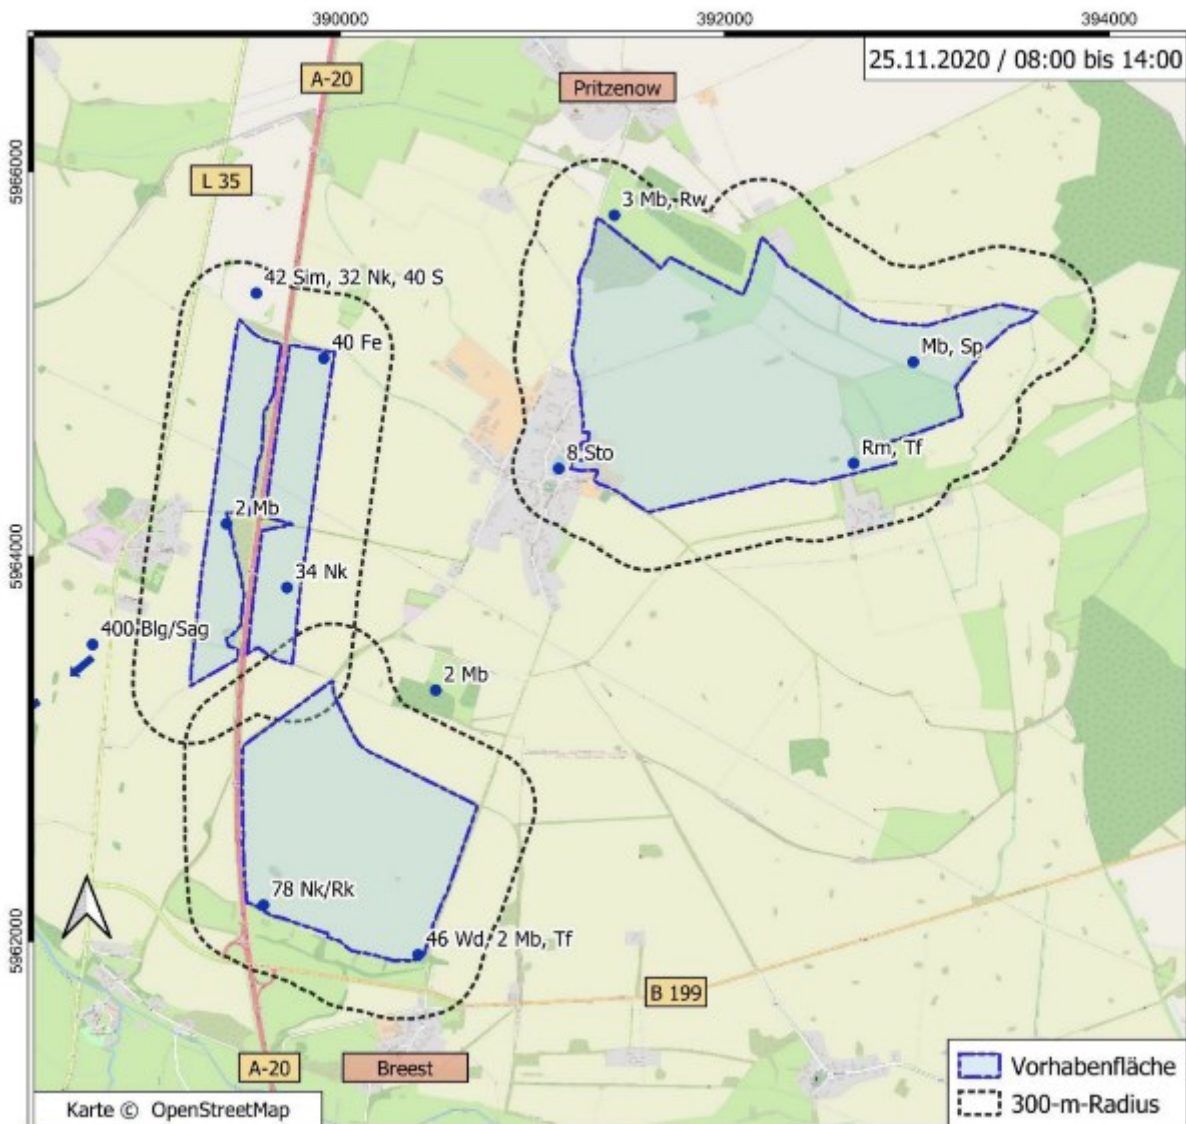 390000
392000
394000
25.11.2020 / 08:00 bis 14:00
A-20
Pritzenow
5966000
L 35
3 Mb, Rw
42 Sim, 32 Nk, 40 S
40 Fe
Mb, Sp
8 Sto
Rm, Tf
2 Mb
5964000
34 Nk
400 Blg/Sag
2 Mb
78 Nk/Rk
5962000
46 Wd, 2 Mb, Tf
B 199
A-20
Breest
Vorhabenfläche
300-m-Radius
Karte © OpenStreetMap